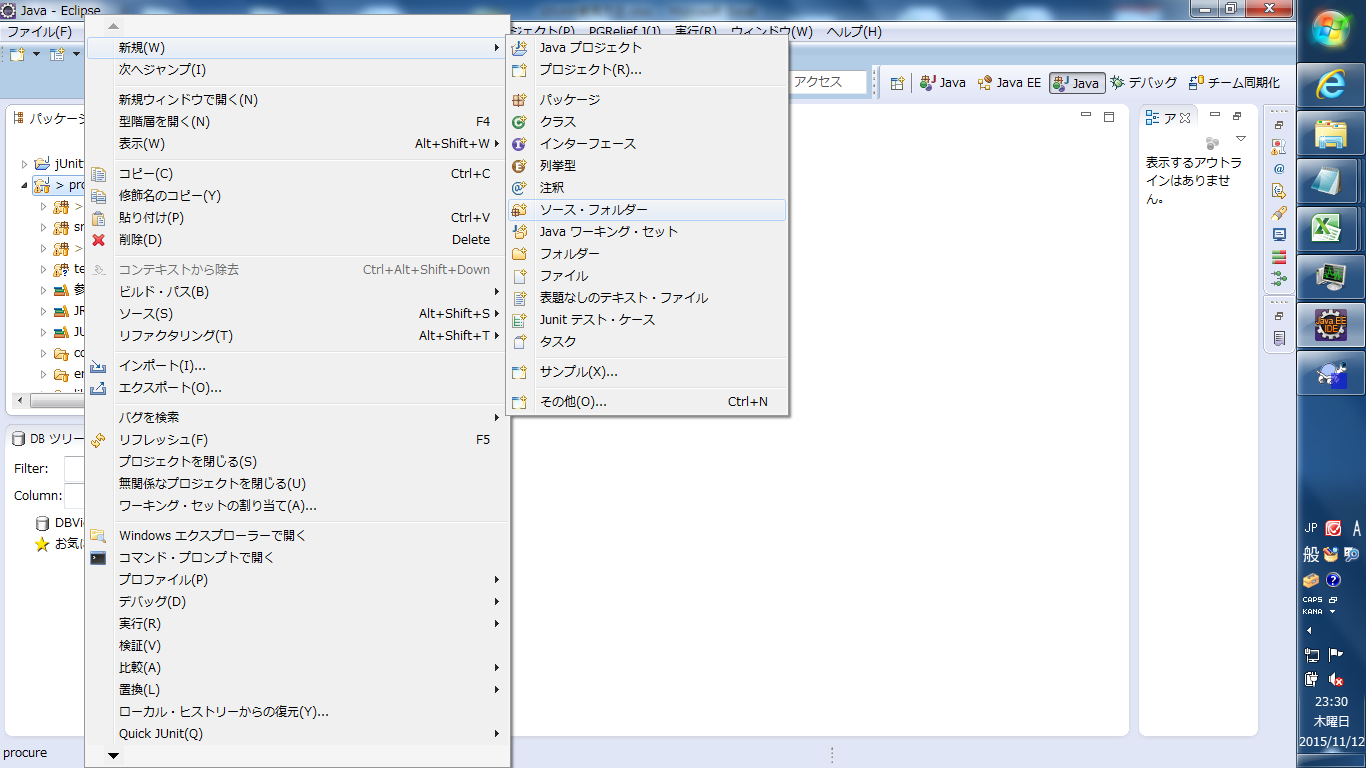 Java - Eclipse
ファイル(F)
ジェクト(P) PGRelief J(J) 実行(R) ウィンドウ(W) ヘルプ(H)
アクセス
Java
Java EE
Java
デバッグ
チーム同期化
パッケージ
jUnit
> pro
>
sr
>
te
参
JR
JU
co
er
DB ツリー
Filter:
Column:
DBVi
お気に
procure
新規(W)
次へジャンプ(I)
新規ウィンドウで開く(N)
型階層を開く(N) F4
表示(W) Alt+Shift+W
コピー(C) Ctrl+C
修飾名のコピー(Y)
貼り付け(P) Ctrl+V
削除(D) Delete
コンテキストから除去 Ctrl+Alt+Shift+Down
ビルド・パス(B)
ソース(S) Alt+Shift+S
リファクタリング(T) Alt+Shift+T
インポート(I)...
エクスポート(O)...
バグを検索
リフレッシュ(F) F5
プロジェクトを閉じる(S)
無関係なプロジェクトを閉じる(U)
ワーキング・セットの割り当て(A)...
Windows エクスプローラーで開く
コマンド・プロンプトで開く
プロファイル(P)
デバッグ(D)
実行(R)
検証(V)
比較(A)
置換(L)
ローカル・ヒストリーからの復元(Y)...
Quick JUnit(Q)
Java プロジェクト
プロジェクト(R)...
パッケージ
クラス
インターフェース
列挙型
注釈
ソース・フォルダー
Java ワーキング・セット
フォルダー
ファイル
表題なしのテキスト・ファイル
Junit テスト・ケース
タスク
サンプル(X)...
その他(O)... Ctrl+N
ア
表示するアウトラ
インはありませ
ん。
Java EE
IDE
JP A
般
CAPS
KANA
23:30
木曜日
2015/11/12